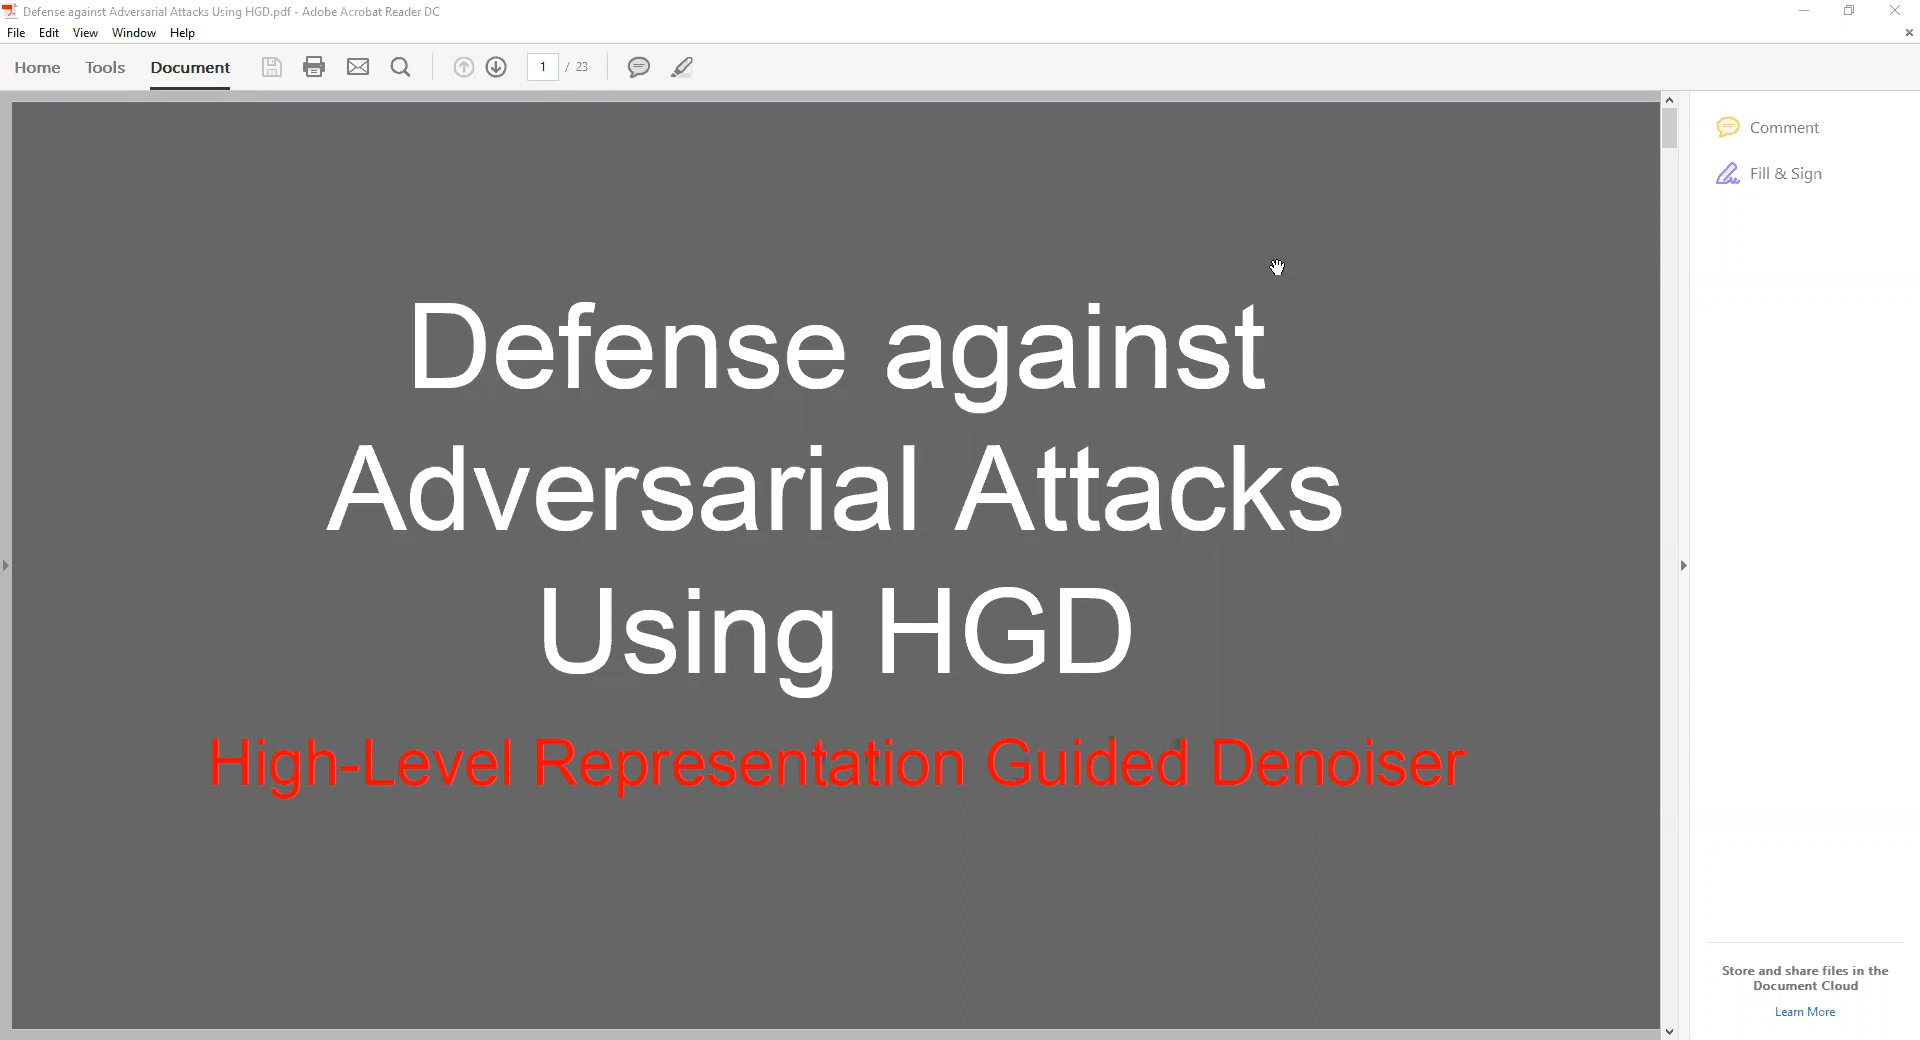 Defense against Adversarial Attacks Using HGD.pdf - Adobe Acrobat Reader DC
File Edit View Window Help
Home Tools Document 1 / 23
Comment
Fill & Sign
Defense against
Adversarial Attacks
Using HGD
High-Level Representation Guided Denoiser
Store and share files in the
Document Cloud
Learn More